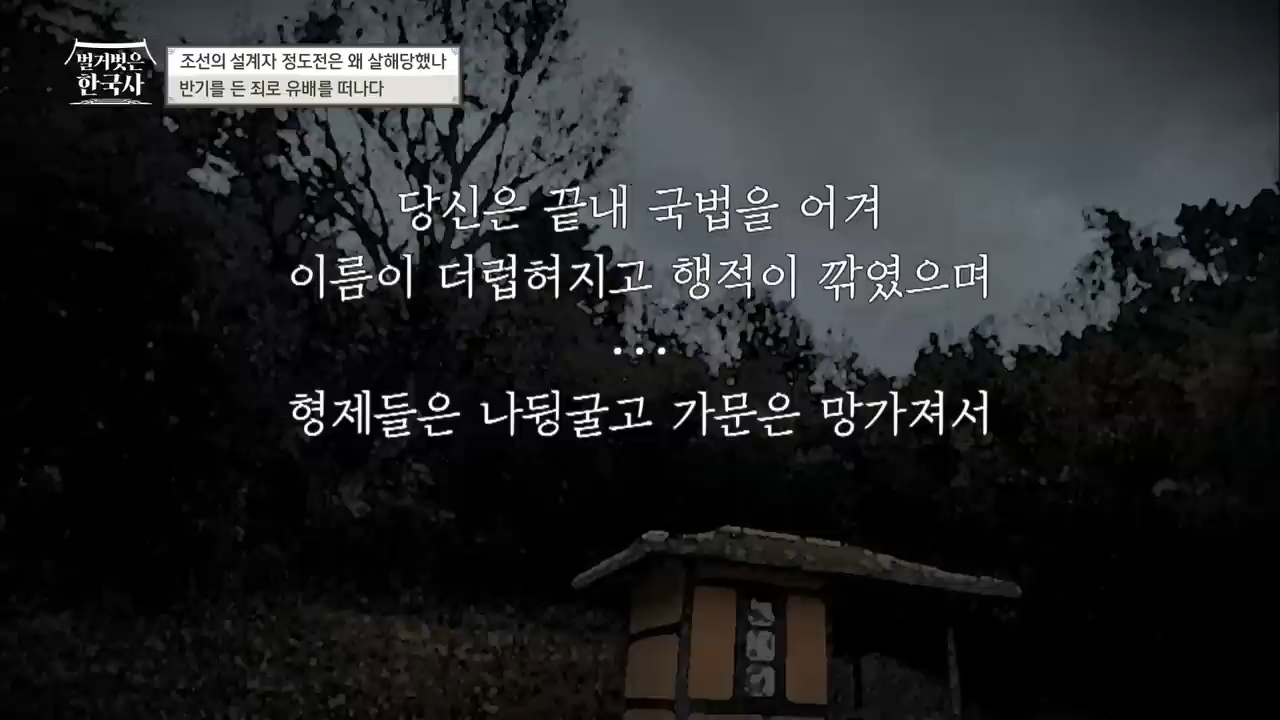 벌거벗은
한국사
조선의 설계자 정도전은 왜 살해당했나
반기를 든 죄로 유배를 떠나다
당신은 끝내 국법을 어겨
이름이 더럽혀지고 행적이 깎였으며
...
형제들은 나뒹굴고 가문은 망가져서